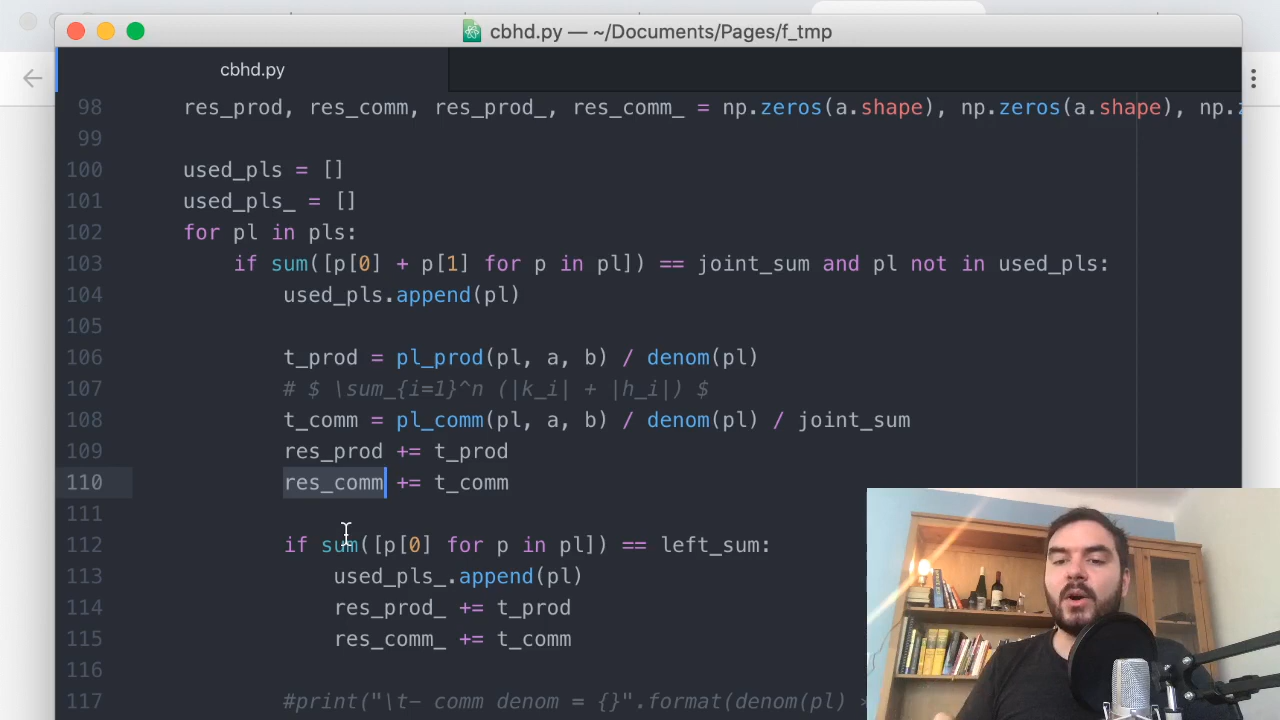 cbhd.py — ~/Documents/Pages/f_tmp
cbhd.py
98 res_prod, res_comm, res_prod_, res_comm_ = np.zeros(a.shape), np.zeros(a.shape), np.
99
100 used_pls = []
101 used_pls_ = []
102 for pl in pls:
103 if sum([p[0] + p[1] for p in pl]) == joint_sum and pl not in used_pls:
104 used_pls.append(pl)
105
106 t_prod = pl_prod(pl, a, b) / denom(pl)
107 # $ \sum_{i=1}^n (|k_i| + |h_i|) $
108 t_comm = pl_comm(pl, a, b) / denom(pl) / joint_sum
109 res_prod += t_prod
110 res_comm += t_comm
111
112 if sum([p[0] for p in pl]) == left_sum:
113 used_pls_.append(pl)
114 res_prod_ += t_prod
115 res_comm_ += t_comm
116
117 #print("\t- comm denom = {}".format(denom(pl)